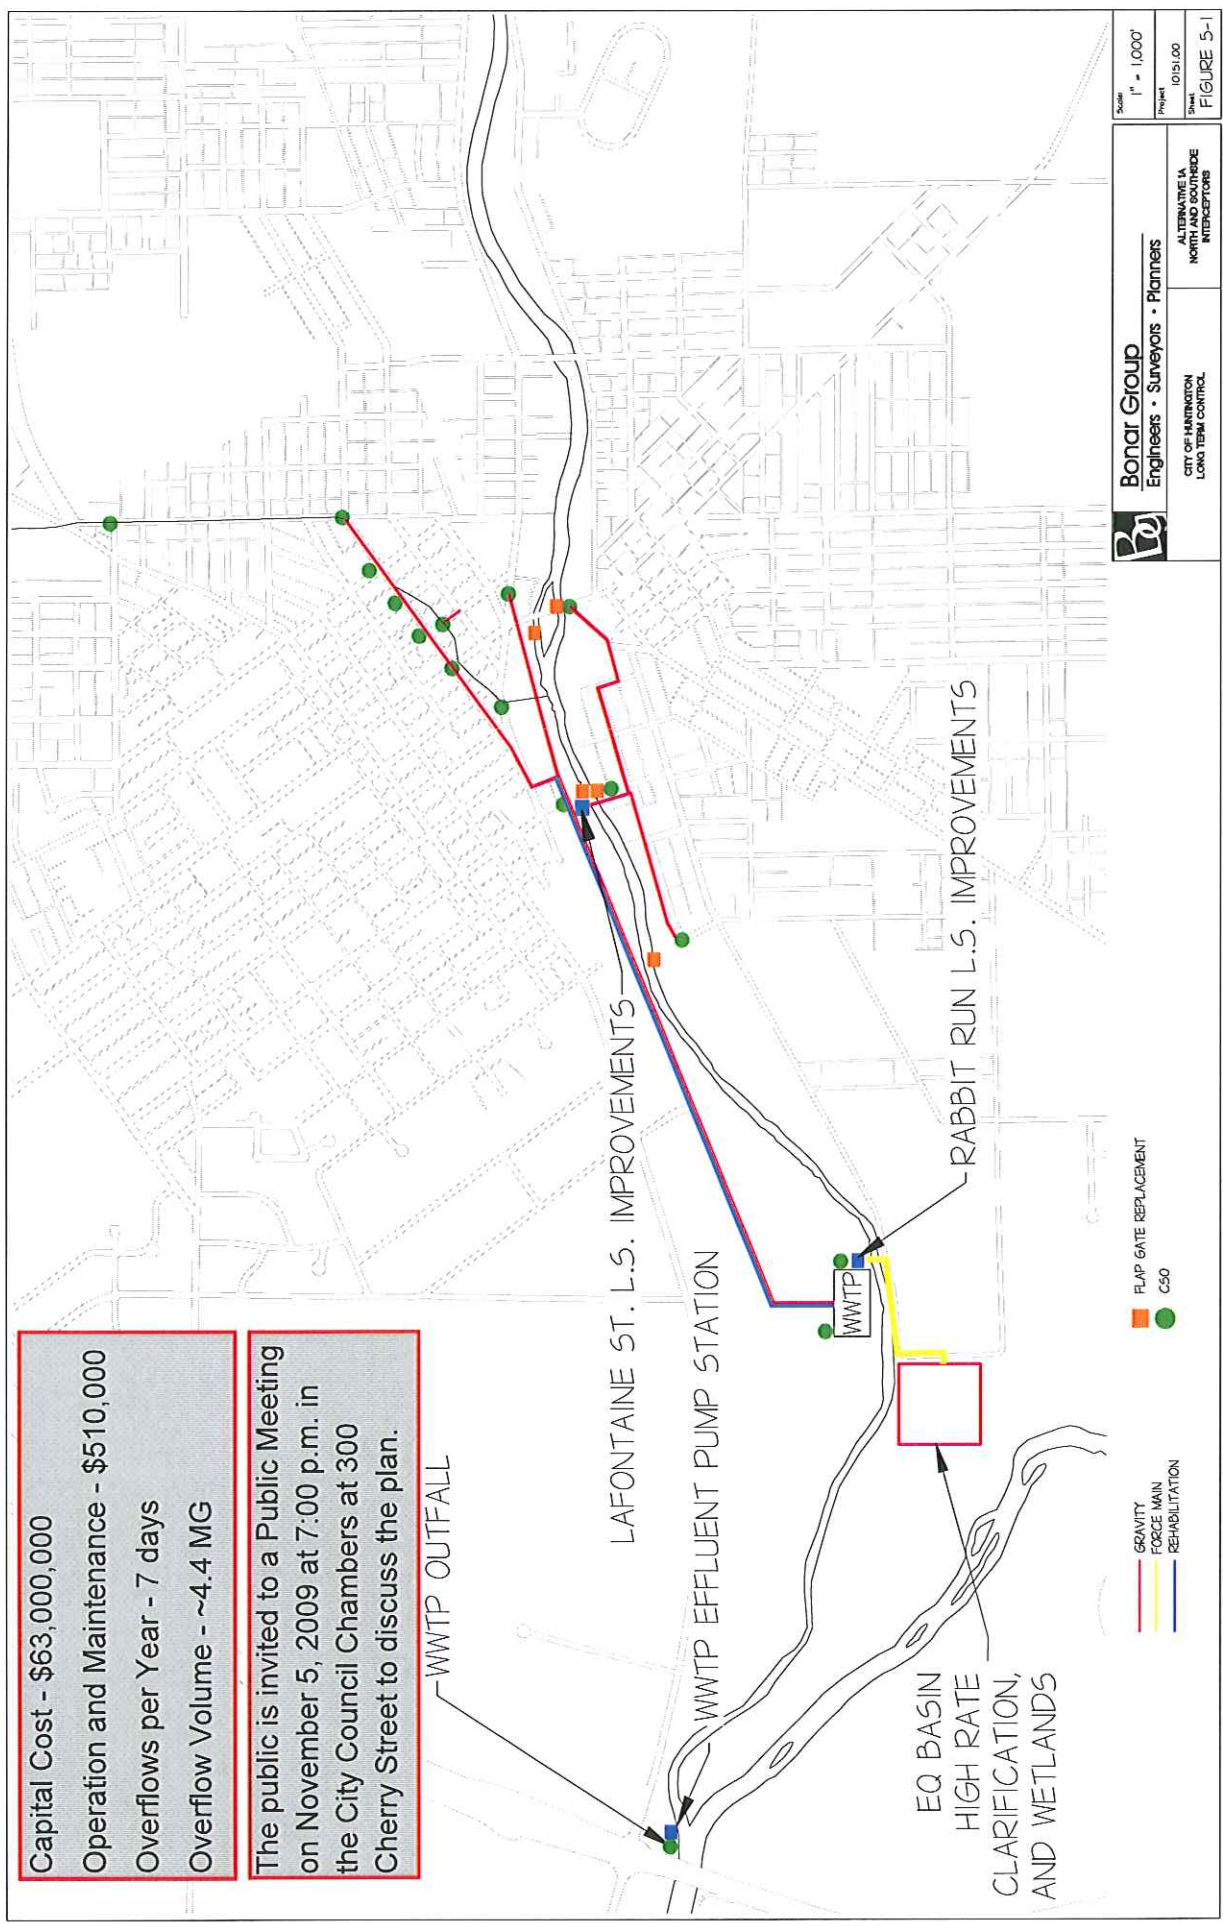 Capital Cost - $63,000,000
Operation and Maintenance - $510,000
Overflows per Year - 7 days
Overflow Volume - ~4.4 MG
The public is invited to a Public Meeting
on November 5, 2009 at 7:00 p.m. in
the City Council Chambers at 300
Cherry Street to discuss the plan.
WWTP OUTFALL
LAFONTAINE ST. L.S. IMPROVEMENTS
WWTP EFFLUENT PUMP STATION
WWTP
RABBIT RUN L.S. IMPROVEMENTS
EQ BASIN
HIGH RATE
CLARIFICATION,
AND WETLANDS
GRAVITY
FORCE MAIN
REHABILITATION
FLAP GATE REPLACEMENT
CSO
Bonar Group
Engineers • Surveyors • Planners
CITY OF HUNTINGTON
LONG TERM CONTROL
ALTERNATIVE 1A
NORTH AND SOUTHSIDE
INTERCEPTORS
Scale:
1" = 1,000'
Project
10151.00
Sheet
FIGURE 5-1